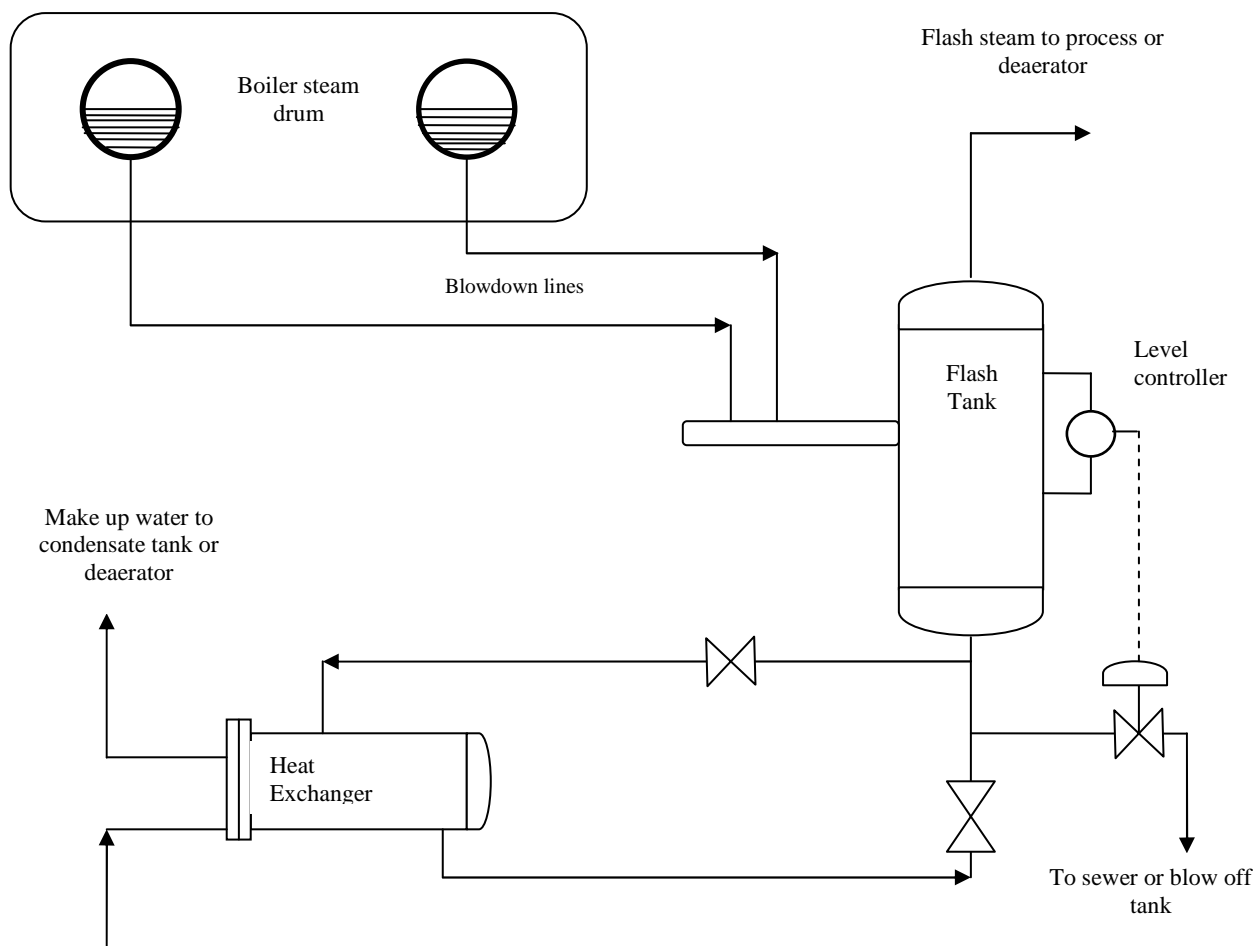 Flash steam to process or
deaerator
Boiler steam
drum
Blowdown lines
Level
controller
Flash
Tank
Make up water to
condensate tank or
deaerator
Heat
Exchanger
To sewer or blow off
tank